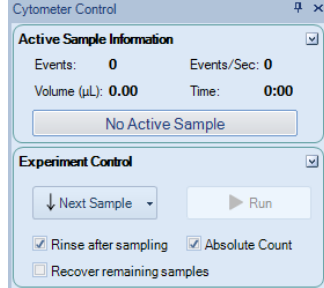 Cytometer Control
Active Sample Information
Events: 0 Events/Sec: 0
Volume (µL): 0.00 Time: 0:00
No Active Sample
Experiment Control
Next Sample Run
Rinse after sampling Absolute Count
Recover remaining samples